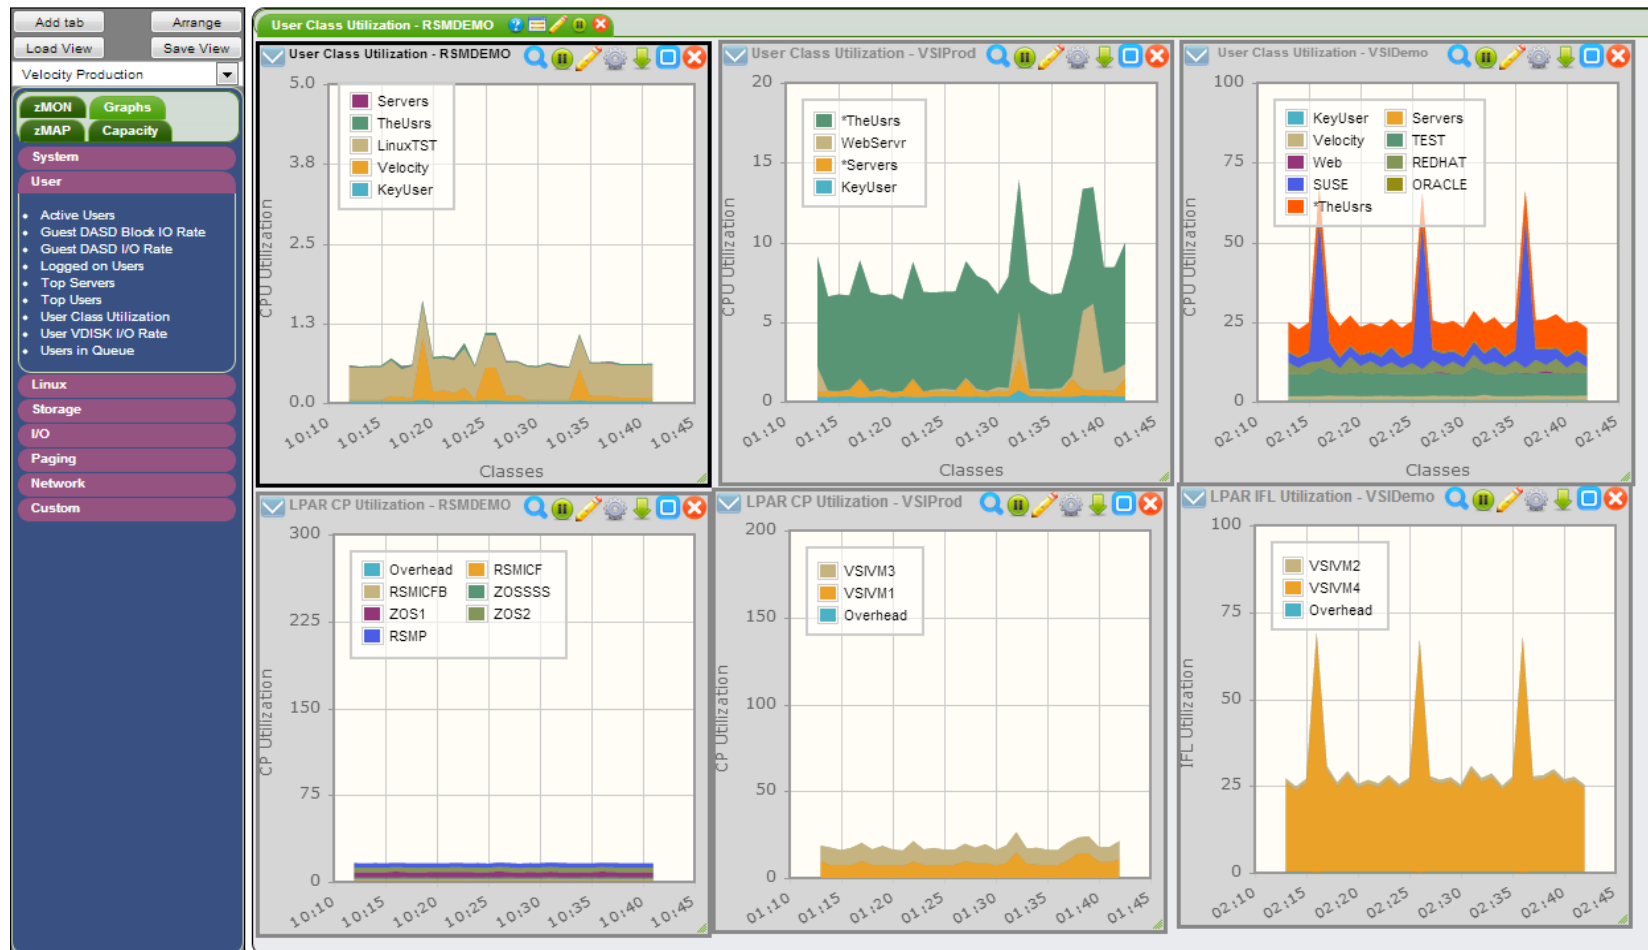 Add tab
Arrange
Load View
Save View
Velocity Production
zMON
Graphs
zMAP
Capacity
System
User
Active Users
Guest DASD Block IO Rate
Guest DASD I/O Rate
Logged on Users
Top Servers
Top Users
User Class Utilization
User VDISK I/O Rate
Users in Queue
Linux
Storage
I/O
Paging
Network
Custom
User Class Utilization - RSMDEMO
User Class Utilization - RSMDEMO
5.0
3.8
2.5
1.3
0.0
CPU Utilization
Servers
TheUsrs
LinuxTST
Velocity
KeyUser
10:10
10:15
10:20
10:25
10:30
10:35
10:40
10:45
Classes
User Class Utilization - VSIProd
20
15
10
5
0
CPU Utilization
*TheUsrs
WebServr
*Servers
KeyUser
01:10
01:15
01:20
01:25
01:30
01:35
01:40
01:45
Classes
User Class Utilization - VSIDemo
100
75
50
25
0
CPU Utilization
KeyUser
Servers
Velocity
TEST
Web
REDHAT
SUSE
ORACLE
*TheUsrs
02:10
02:15
02:20
02:25
02:30
02:35
02:40
02:45
Classes
LPAR CP Utilization - RSMDEMO
300
225
150
75
0
CP Utilization
Overhead
RSMICF
RSMICFB
ZOSSSS
ZOS1
ZOS2
RSMP
10:10
10:15
10:20
10:25
10:30
10:35
10:40
10:45
LPAR CP Utilization - VSIProd
200
150
100
50
0
CP Utilization
VSIVM3
VSIVM1
Overhead
01:10
01:15
01:20
01:25
01:30
01:35
01:40
01:45
LPAR IFL Utilization - VSIDemo
100
75
50
25
0
IFL Utilization
VSIVM2
VSIVM4
Overhead
02:10
02:15
02:20
02:25
02:30
02:35
02:40
02:45